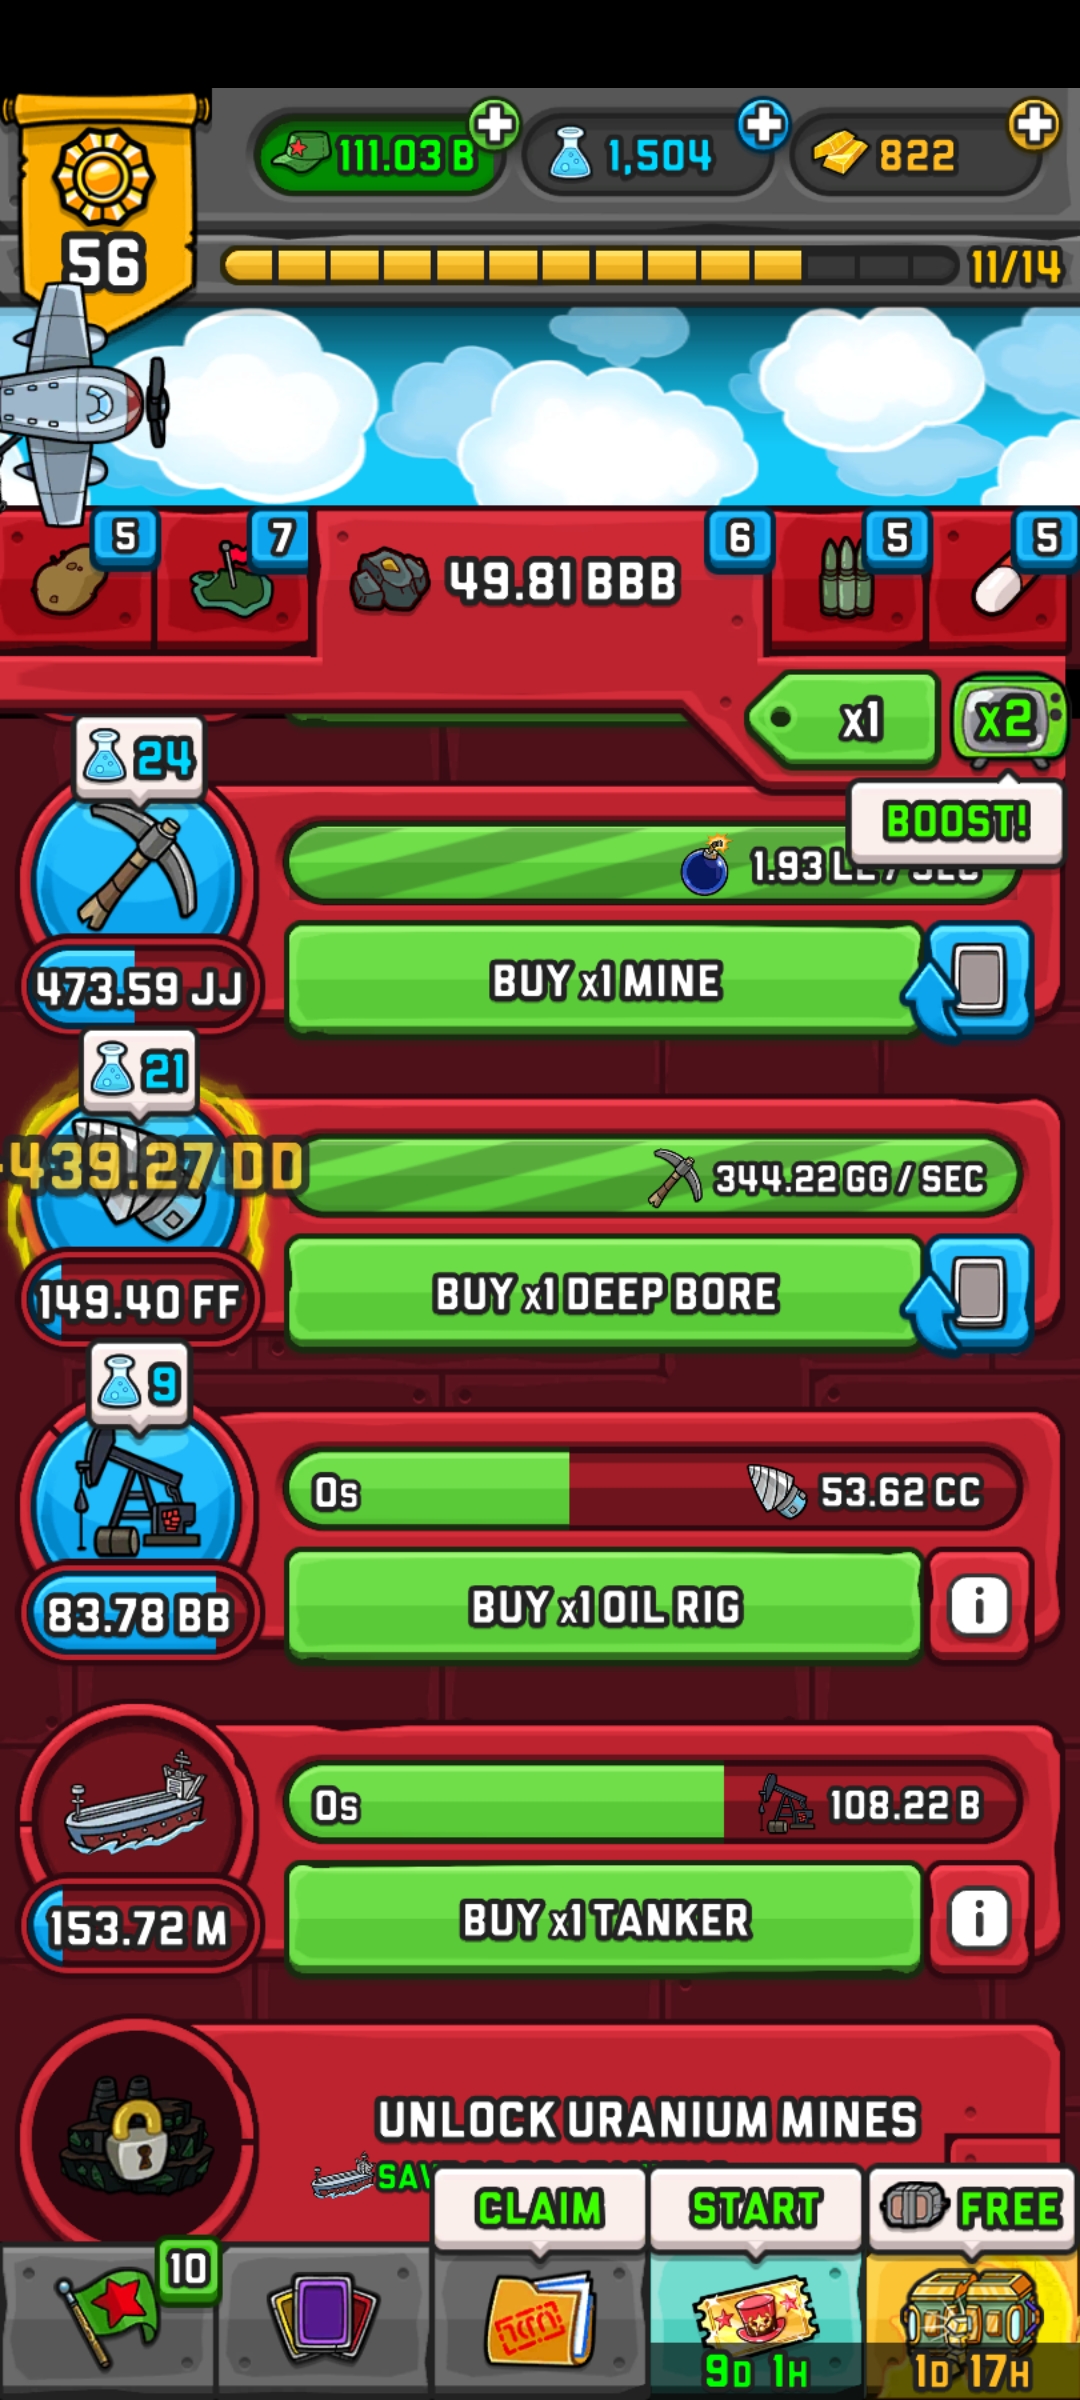 111.03 B
1,504
822
56
11/14
5
7
49.81 BBB
6
5
5
x1
x2
BOOST!
24
1.93
/ SEC
473.59 JJ
BUY x1 MINE
21
-439.27 DD
344.22 GG / SEC
149.40 FF
BUY x1 DEEP BORE
9
0s
53.62 CC
83.78 BB
BUY x1 OIL RIG
i
0s
108.22 B
153.72 M
BUY x1 TANKER
i
UNLOCK URANIUM MINES
CLAIM
START
FREE
10
9D 1H
1D 17H